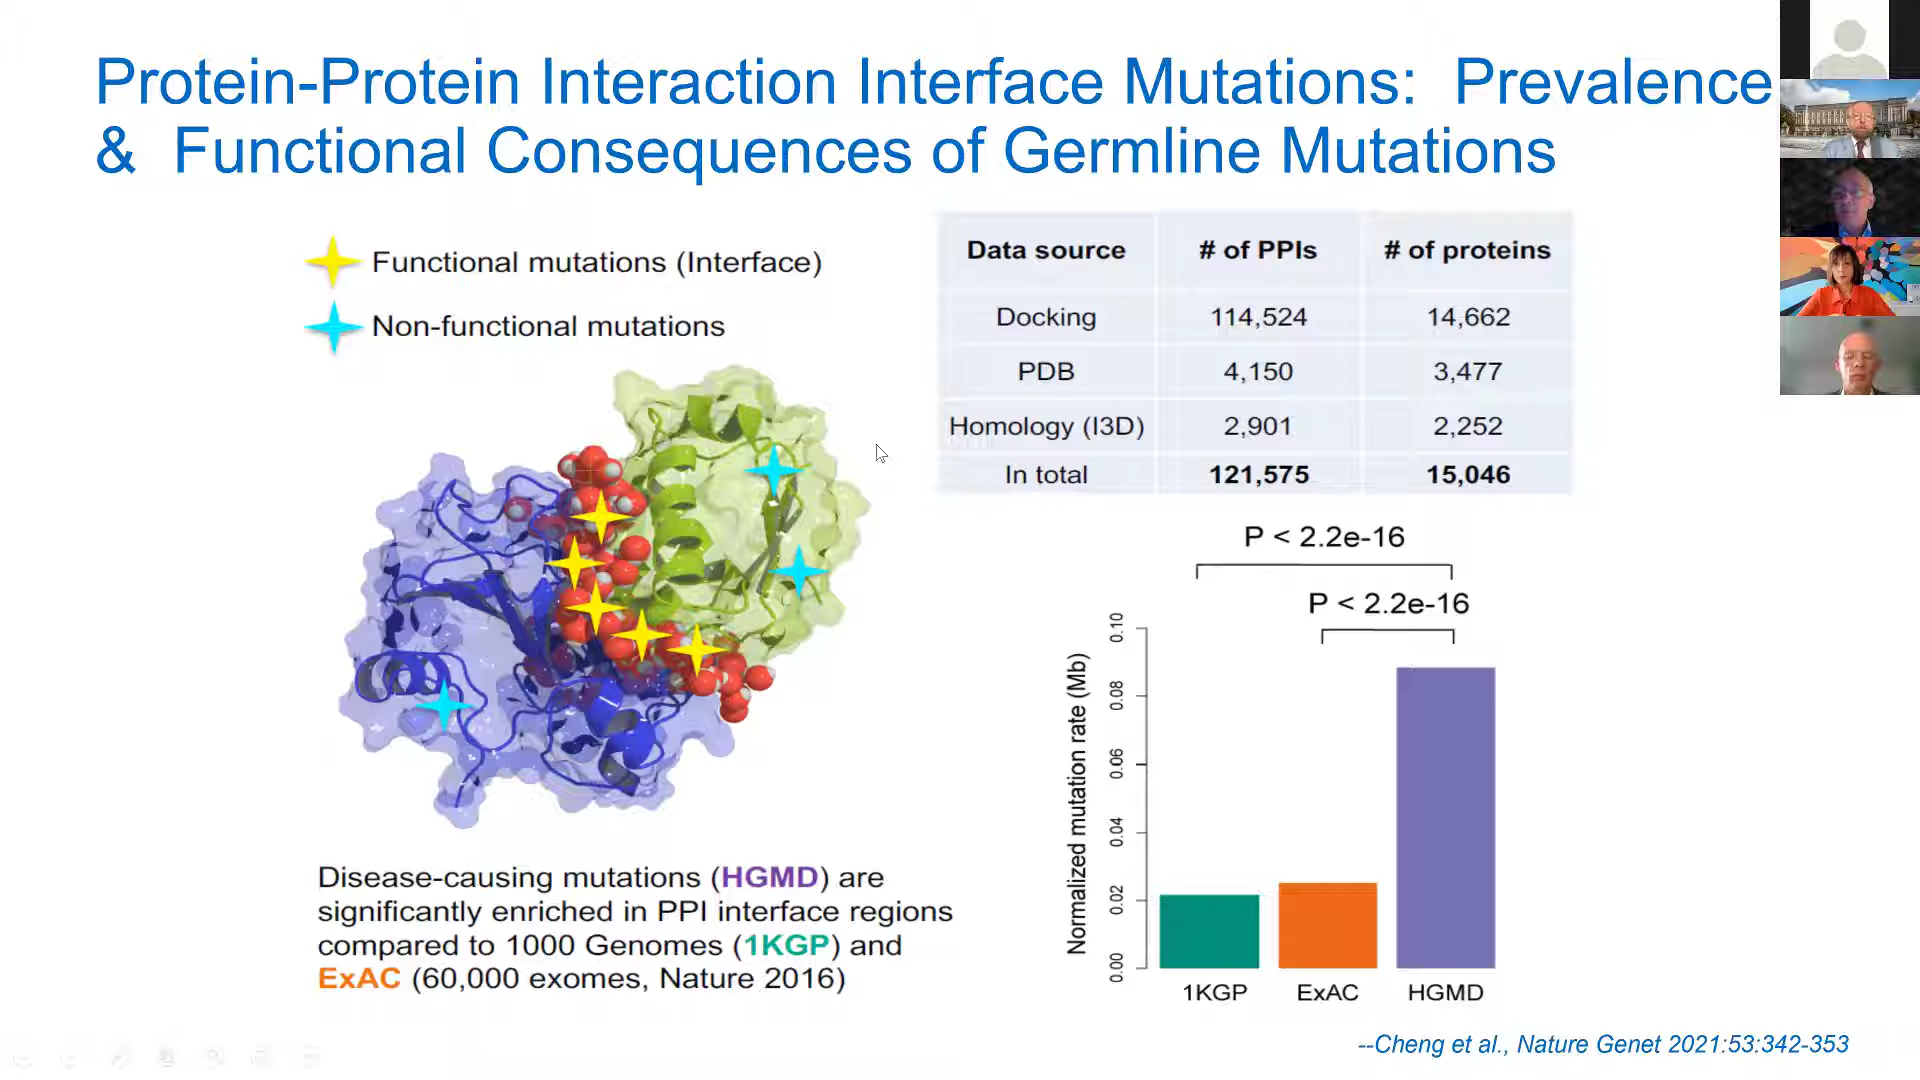 Protein-Protein Interaction Interface Mutations: Prevalence
& Functional Consequences of Germline Mutations
Functional mutations (Interface)
Non-functional mutations
Data source # of PPIs # of proteins
Docking 114,524 14,662
PDB 4,150 3,477
Homology (I3D) 2,901 2,252
In total 121,575 15,046
P < 2.2e-16
P < 2.2e-16
Normalized mutation rate (Mb)
0.10
0.08
0.06
0.04
0.02
0.00
1KGP ExAC HGMD
Disease-causing mutations (HGMD) are
significantly enriched in PPI interface regions
compared to 1000 Genomes (1KGP) and
ExAC (60,000 exomes, Nature 2016)
--Cheng et al., Nature Genet 2021:53:342-353